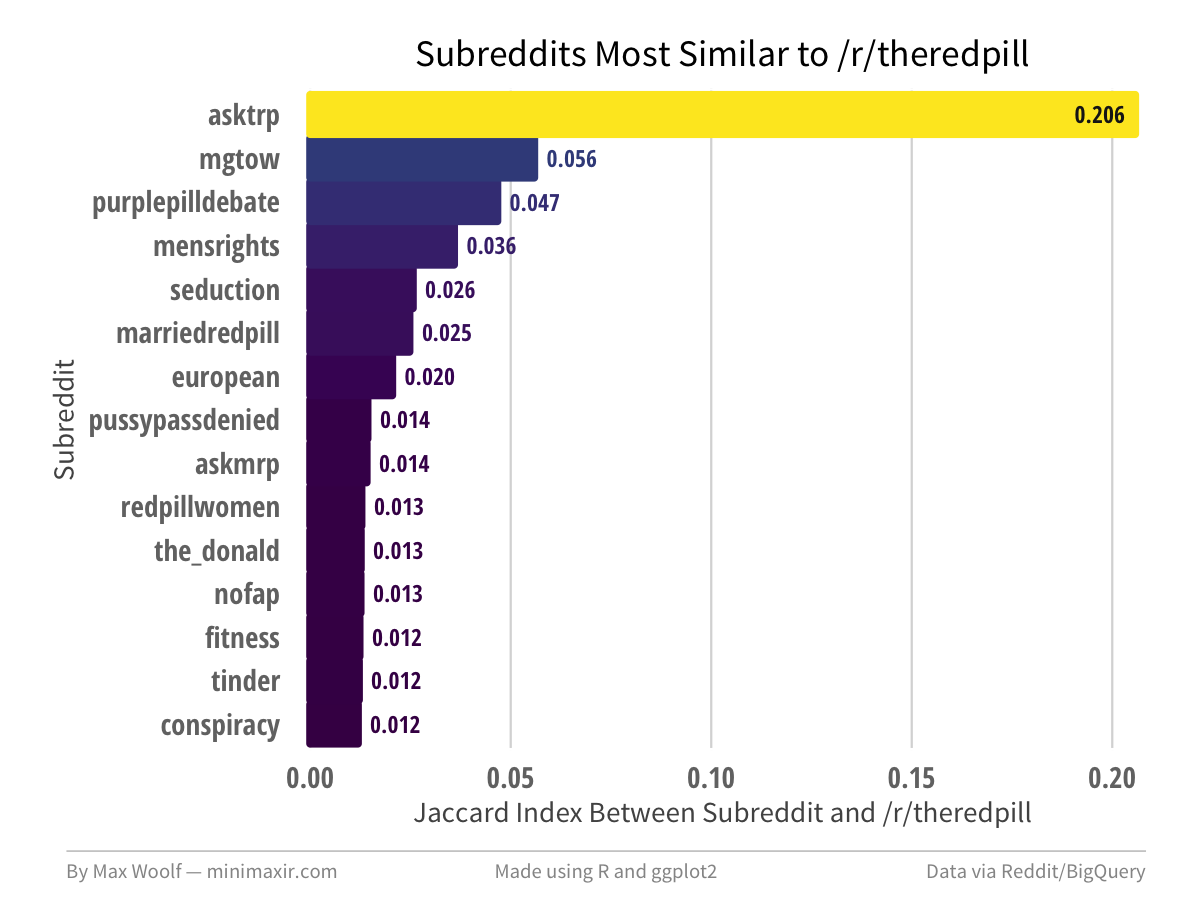 Subreddits Most Similar to /r/theredpill
asktrp 0.206
mgtow 0.056
purplepilldebate 0.047
mensrights 0.036
seduction 0.026
marriedredpill 0.025
european 0.020
pussypassdenied 0.014
askmrp 0.014
redpillwomen 0.013
the_donald 0.013
nofap 0.013
fitness 0.012
tinder 0.012
conspiracy 0.012
Subreddit
0.00 0.05 0.10 0.15 0.20
Jaccard Index Between Subreddit and /r/theredpill
By Max Woolf — minimaxir.com Made using R and ggplot2 Data via Reddit/BigQuery